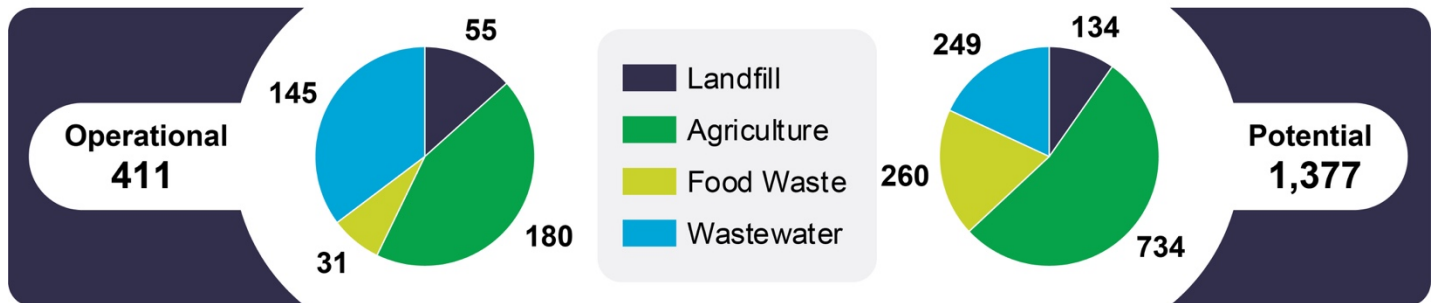 Operational
411
55
145
180
31
Landfill
Agriculture
Food Waste
Wastewater
134
249
260
734
Potential
1,377